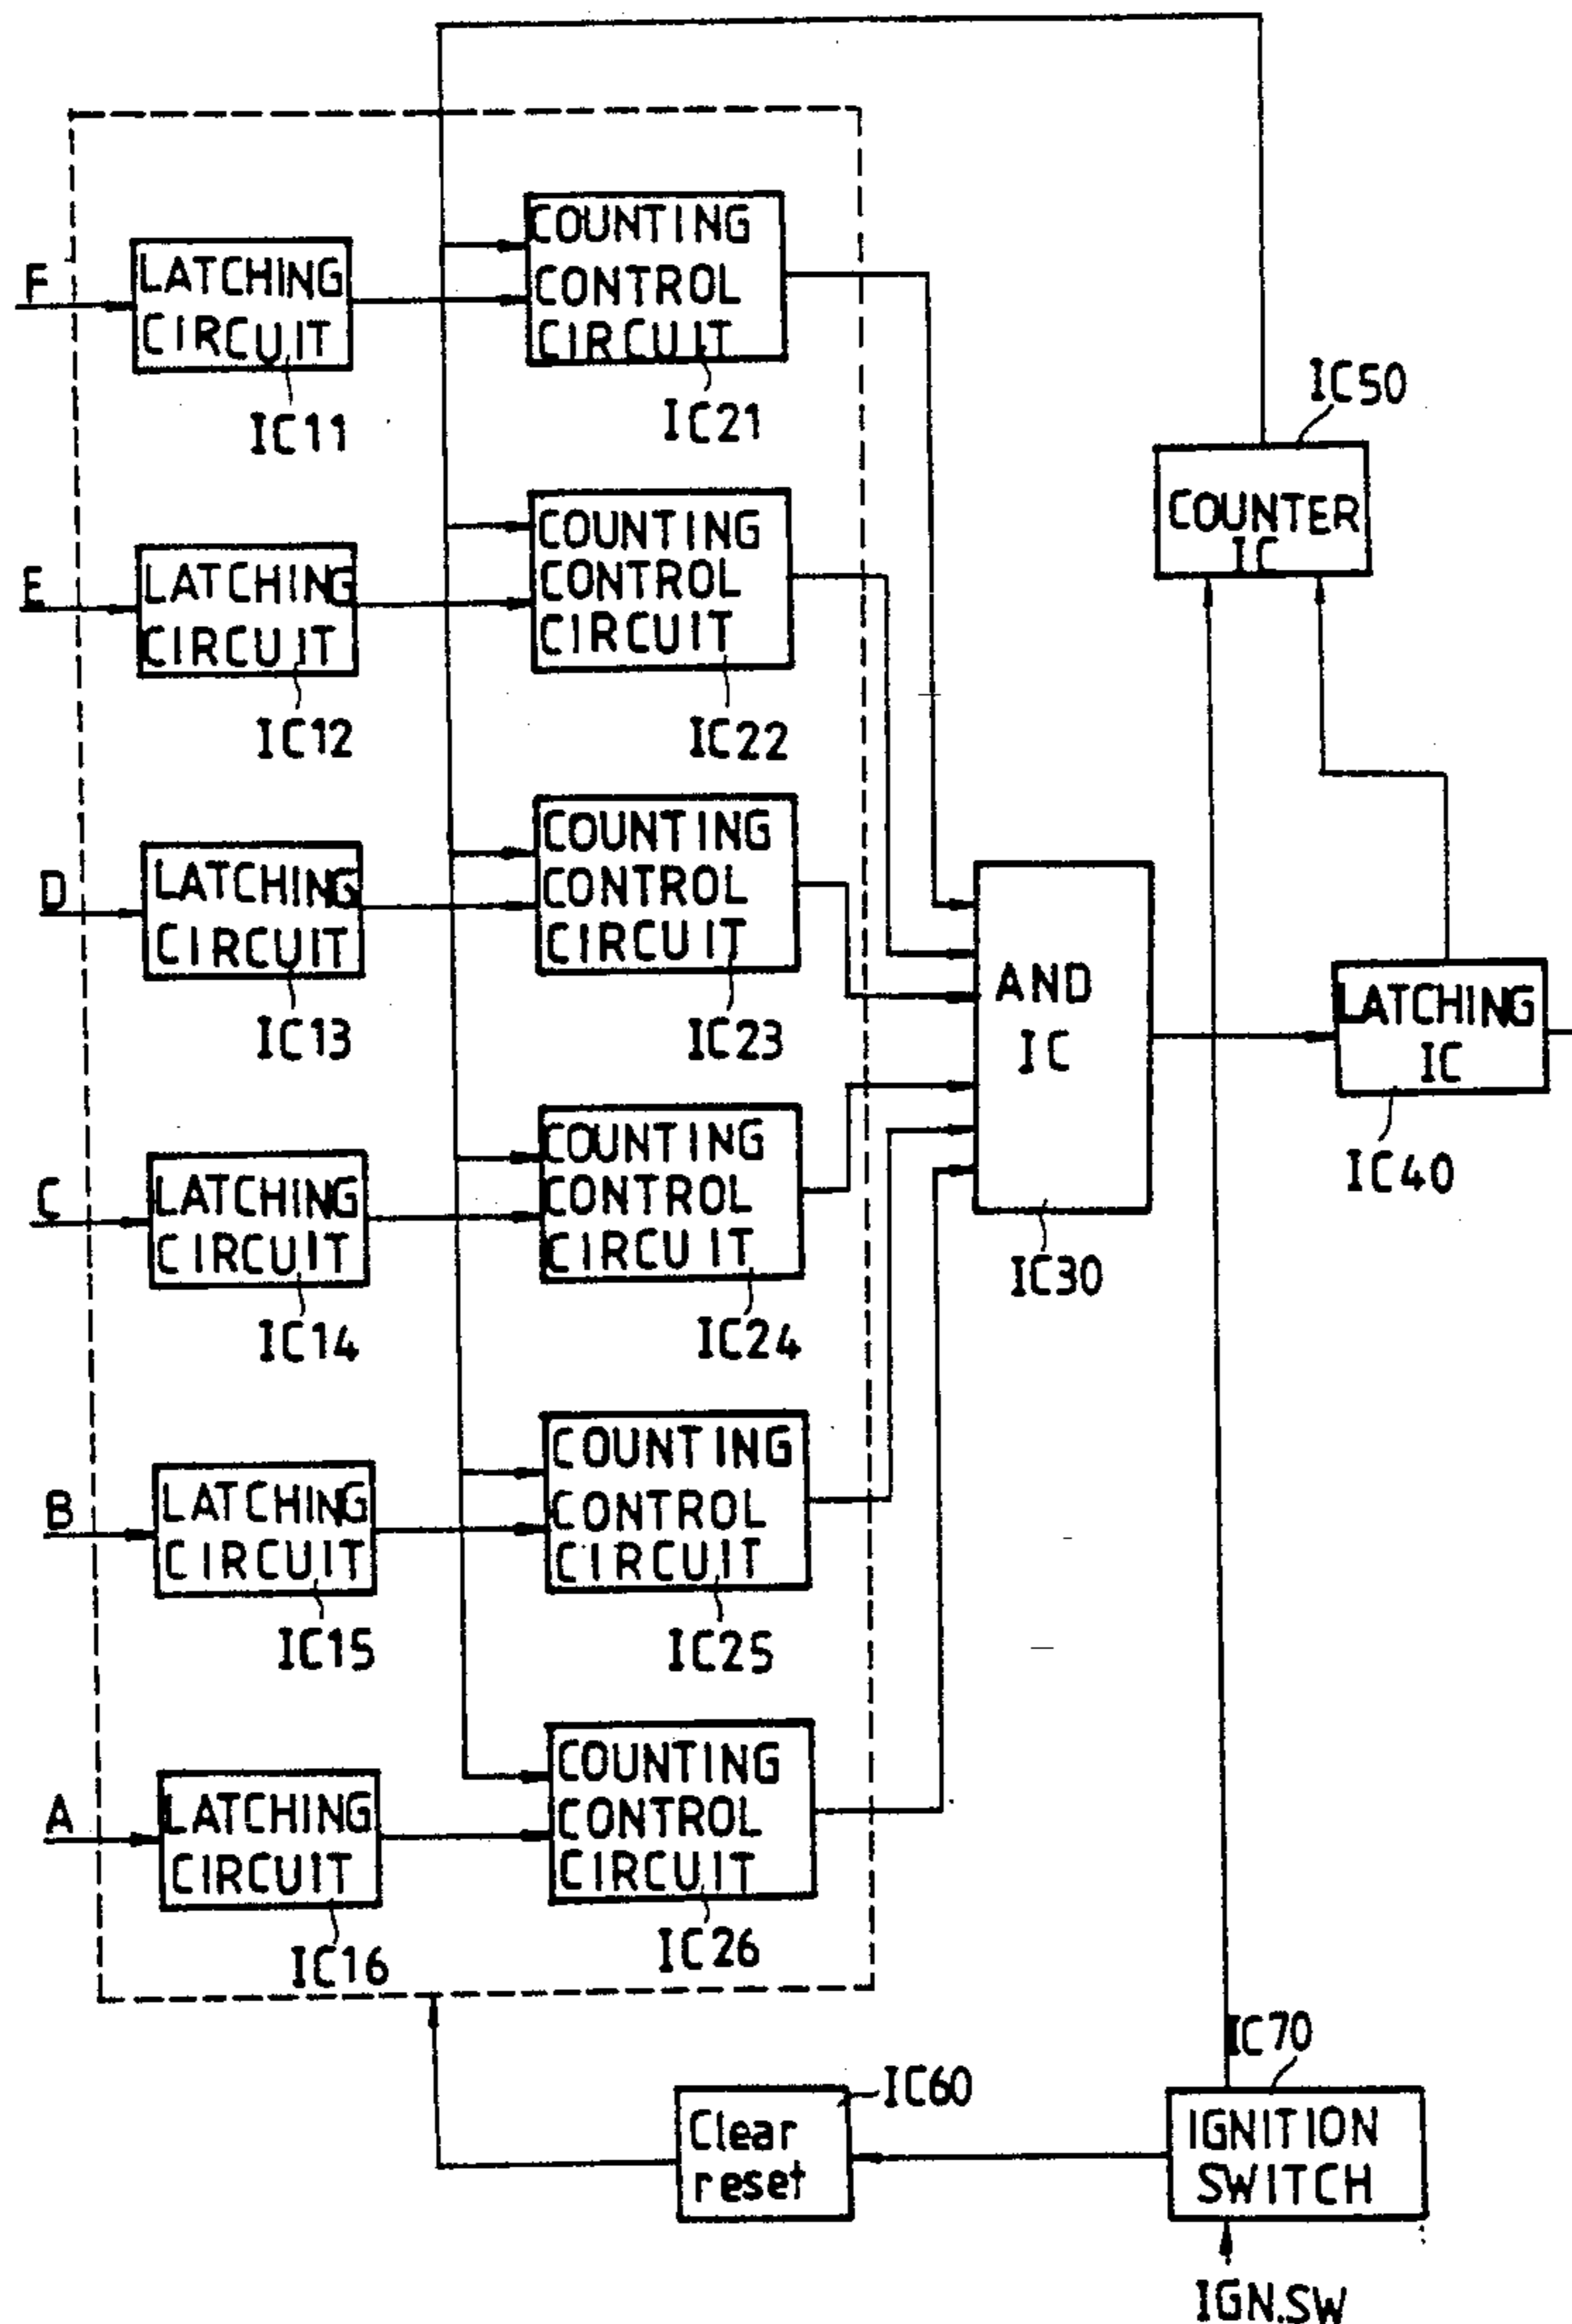 F
LATCHING
CIRCUIT
IC11
COUNTING
CONTROL
CIRCUIT
IC21
IC50
COUNTER
IC
E
LATCHING
CIRCUIT
IC12
COUNTING
CONTROL
CIRCUIT
IC22
D
LATCHING
CIRCUIT
IC13
COUNTING
CONTROL
CIRCUIT
IC23
AND
IC
IC30
LATCHING
IC
IC40
C
LATCHING
CIRCUIT
IC14
COUNTING
CONTROL
CIRCUIT
IC24
B
LATCHING
CIRCUIT
IC15
COUNTING
CONTROL
CIRCUIT
IC25
A
LATCHING
CIRCUIT
IC16
COUNTING
CONTROL
CIRCUIT
IC26
Clear
reset
IC60
IC70
IGNITION
SWITCH
IGN.SW